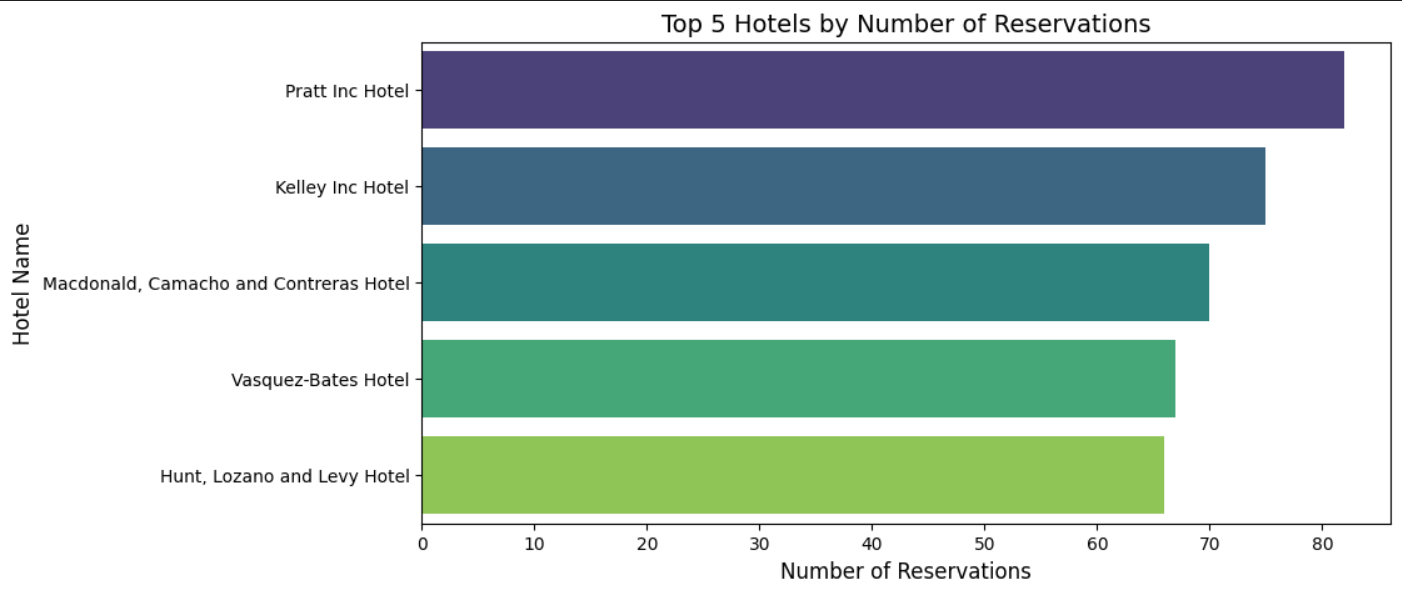 Top 5 Hotels by Number of Reservations
Hotel Name
Pratt Inc Hotel
Kelley Inc Hotel
Macdonald, Camacho and Contreras Hotel
Vasquez-Bates Hotel
Hunt, Lozano and Levy Hotel
0 10 20 30 40 50 60 70 80
Number of Reservations